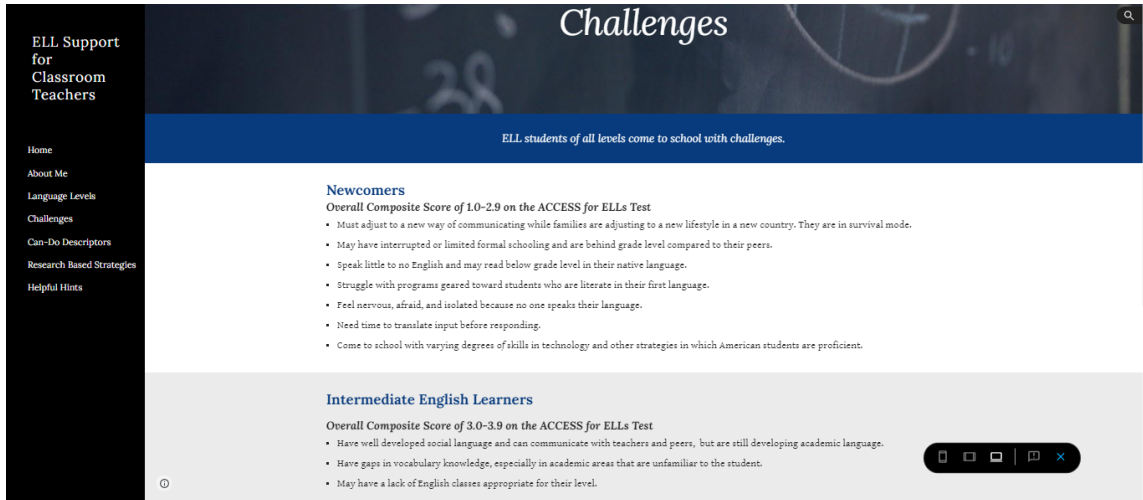 ELL Support
for
Classroom
Teachers
Home
About Me
Language Levels
Challenges
Can-Do Descriptors
Research Based Strategies
Helpful Hints
Challenges
38
10
ELL students of all levels come to school with challenges.
Newcomers
Overall Composite Score of 1.0-2.9 on the ACCESS for ELLs Test
▪ Must adjust to a new way of communicating while families are adjusting to a new lifestyle in a new country. They are in survival mode.
▪ May have interrupted or limited formal schooling and are behind grade level compared to their peers.
▪ Speak little to no English and may read below grade level in their native language.
▪ Struggle with programs geared toward students who are literate in their first language.
▪ Feel nervous, afraid, and isolated because no one speaks their language.
▪ Need time to translate input before responding.
▪ Come to school with varying degrees of skills in technology and other strategies in which American students are proficient.
Intermediate English Learners
Overall Composite Score of 3.0-3.9 on the ACCESS for ELLs Test
▪ Have well developed social language and can communicate with teachers and peers, but are still developing academic language.
▪ Have gaps in vocabulary knowledge, especially in academic areas that are unfamiliar to the student.
▪ May have a lack of English classes appropriate for their level.